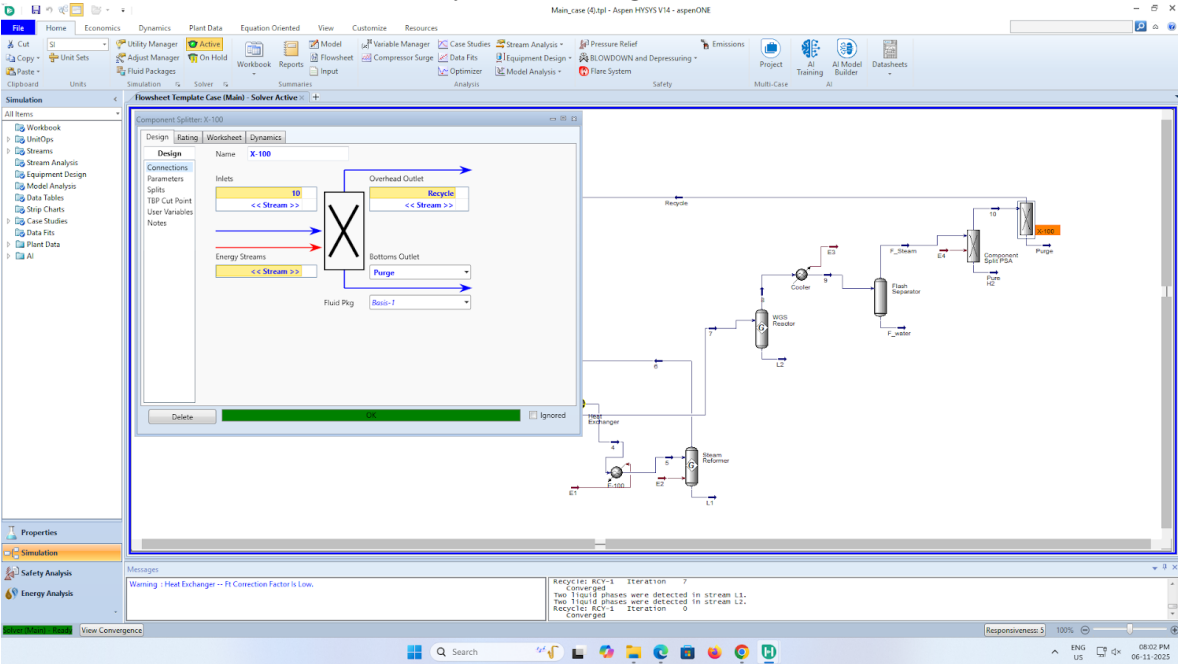 Main_case (4).tpl - Aspen HYSYS V14 - aspenONE
File Home Economics Dynamics Plant Data Equation Oriented View Customize Resources
Cut SI Utility Manager Active Model Variable Manager Case Studies Stream Analysis Pressure Relief Emissions
Copy Unit Sets Adjust Manager On Hold Workbook Reports Flowsheet Compressor Surge Data Fits Equipment Design BLOWDOWN and Depressuring Project AI Training AI Model Builder Datasheets
Paste Fluid Packages Input Optimizer Model Analysis Flare System
Clipboard Units Simulation Solver Summaries Analysis Safety Multi-Case AI
Simulation
All Items
Workbook
UnitOps
Streams
Stream Analysis
Equipment Design
Model Analysis
Data Tables
Strip Charts
Case Studies
Data Fits
Plant Data
AI
Properties
Simulation
Safety Analysis
Energy Analysis
Flowsheet Template Case (Main) - Solver Active
Component Splitter: X-100
Design Rating Worksheet Dynamics
Design
Connections
Parameters
Splits
TBP Cut Point
User Variables
Notes
Name X-100
Inlets
10
<< Stream >>
Overhead Outlet
Recycle
<< Stream >>
Energy Streams
<< Stream >>
Bottoms Outlet
Purge
Fluid Pkg Basis-1
Delete OK Ignored
Recycle
10
X-100
Purge
E3
F_Steam
E4
Component
Split PSA
Pure
H2
Cooler
9
8
Flash
Separator
F_water
7
WGS
Reactor
L2
6
Heat
Exchanger
4
E-100
E1
5
E2
Steam
Reformer
L1
Messages
Warning : Heat Exchanger -- Ft Correction Factor Is Low.
Recycle: RCY-1 Iteration 7
Converged
Two liquid phases were detected in stream L1.
Two liquid phases were detected in stream L2.
Recycle: RCY-1 Iteration 0
Converged
Solver (Main) - Ready View Convergence Responsiveness: 5 100%
Search
ENG
US
08:02 PM
06-11-2025